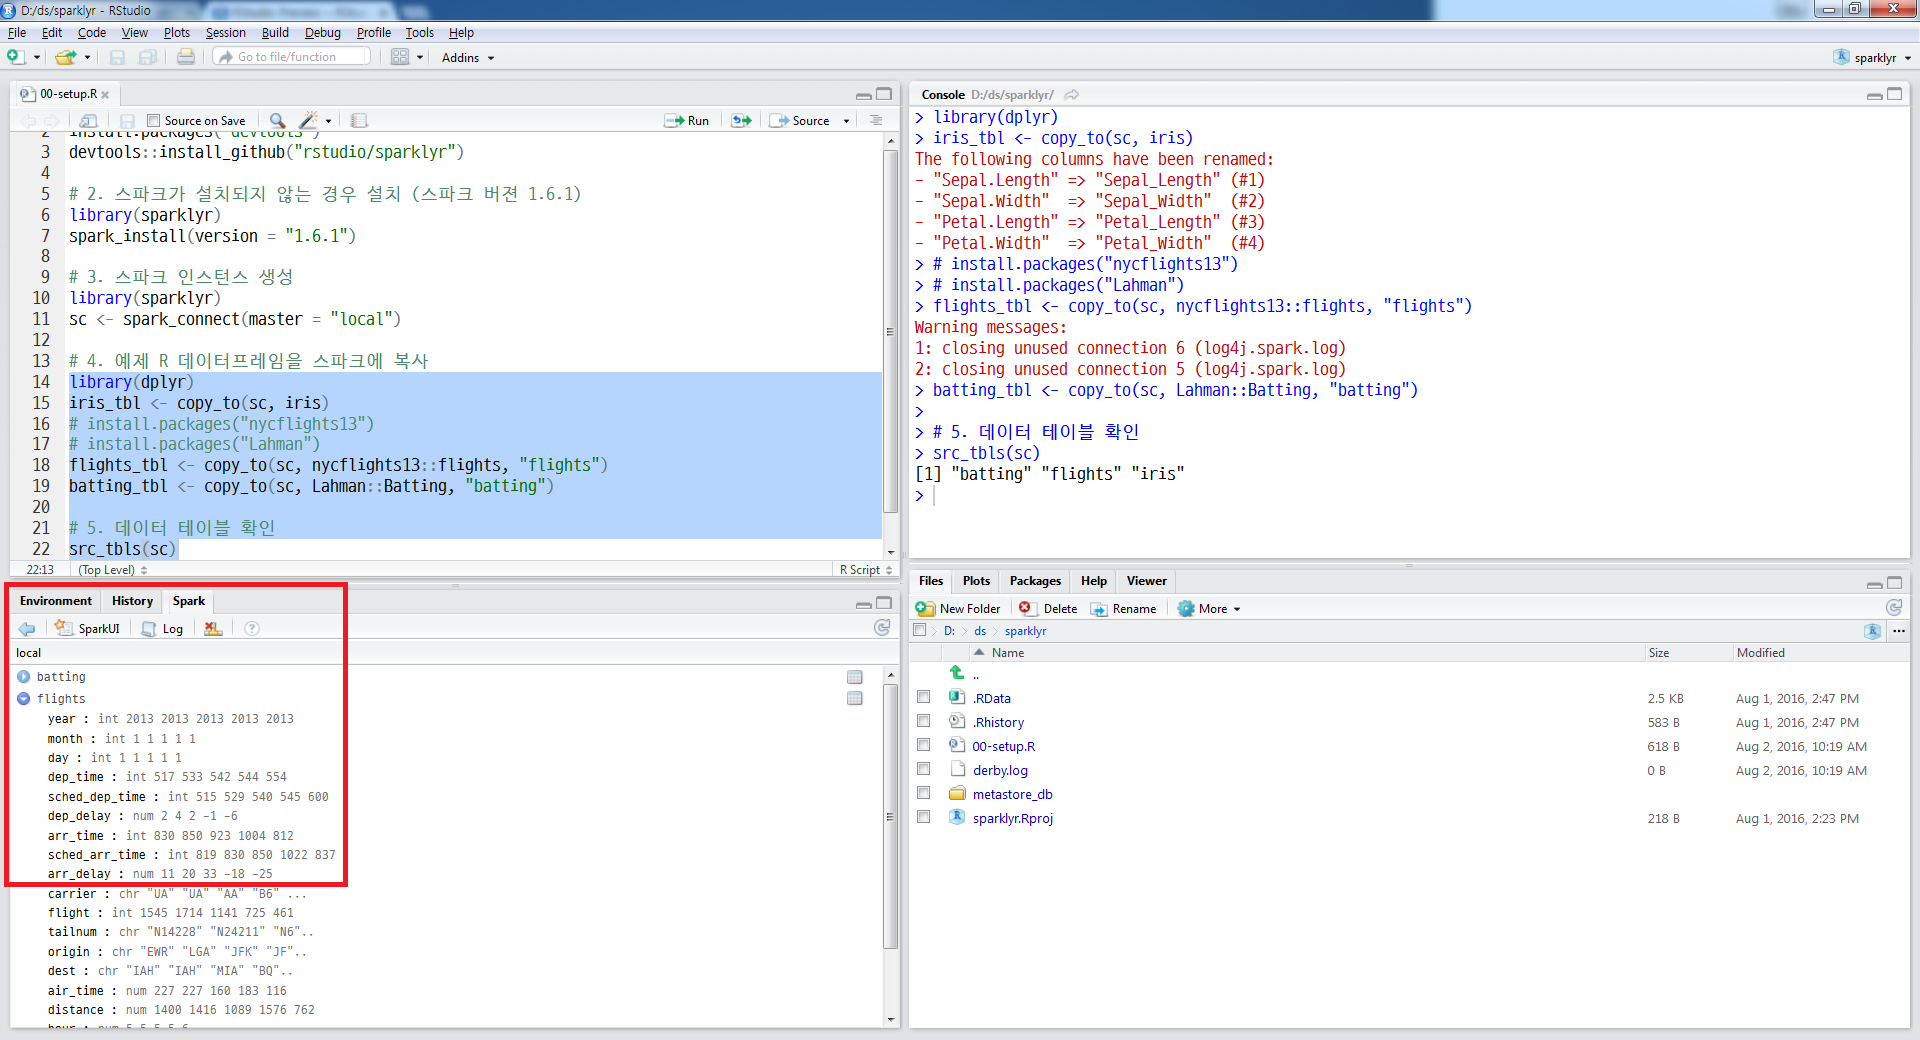 D:/ds/sparklyr - RStudio
File Edit Code View Plots Session Build Debug Profile Tools Help
Go to file/function Addins sparklyr
00-setup.R
Source on Save Run Source
2 install.packages("devtools")
3 devtools::install_github("rstudio/sparklyr")
4
5 # 2. 스파크가 설치되지 않는 경우 설치 (스파크 버젼 1.6.1)
6 library(sparklyr)
7 spark_install(version = "1.6.1")
8
9 # 3. 스파크 인스턴스 생성
10 library(sparklyr)
11 sc <- spark_connect(master = "local")
12
13 # 4. 예제 R 데이터프레임을 스파크에 복사
14 library(dplyr)
15 iris_tbl <- copy_to(sc, iris)
16 # install.packages("nycflights13")
17 # install.packages("Lahman")
18 flights_tbl <- copy_to(sc, nycflights13::flights, "flights")
19 batting_tbl <- copy_to(sc, Lahman::Batting, "batting")
20
21 # 5. 데이터 테이블 확인
22 src_tbls(sc)
22:13 (Top Level) R Script
Environment History Spark
SparkUI Log
local
batting
flights
year : int 2013 2013 2013 2013 2013
month : int 1 1 1 1 1
day : int 1 1 1 1 1
dep_time : int 517 533 542 544 554
sched_dep_time : int 515 529 540 545 600
dep_delay : num 2 4 2 -1 -6
arr_time : int 830 850 923 1004 812
sched_arr_time : int 819 830 850 1022 837
arr_delay : num 11 20 33 -18 -25
carrier : chr "UA" "UA" "AA" "B6" ...
flight : int 1545 1714 1141 725 461
tailnum : chr "N14228" "N24211" "N6"..
origin : chr "EWR" "LGA" "JFK" "JF"..
dest : chr "IAH" "IAH" "MIA" "BQ"..
air_time : num 227 227 160 183 116
distance : num 1400 1416 1089 1576 762
hour : num 5 5 5 5 6
Console D:/ds/sparklyr/
> library(dplyr)
> iris_tbl <- copy_to(sc, iris)
The following columns have been renamed:
- "Sepal.Length" => "Sepal_Length" (#1)
- "Sepal.Width" => "Sepal_Width" (#2)
- "Petal.Length" => "Petal_Length" (#3)
- "Petal.Width" => "Petal_Width" (#4)
> # install.packages("nycflights13")
> # install.packages("Lahman")
> flights_tbl <- copy_to(sc, nycflights13::flights, "flights")
Warning messages:
1: closing unused connection 6 (log4j.spark.log)
2: closing unused connection 5 (log4j.spark.log)
> batting_tbl <- copy_to(sc, Lahman::Batting, "batting")
>
> # 5. 데이터 테이블 확인
> src_tbls(sc)
[1] "batting" "flights" "iris"
>
Files Plots Packages Help Viewer
New Folder Delete Rename More
D: ds sparklyr
Name Size Modified
..
.RData 2.5 KB Aug 1, 2016, 2:47 PM
.Rhistory 583 B Aug 1, 2016, 2:47 PM
00-setup.R 618 B Aug 2, 2016, 10:19 AM
derby.log 0 B Aug 2, 2016, 10:19 AM
metastore_db
sparklyr.Rproj 218 B Aug 1, 2016, 2:23 PM